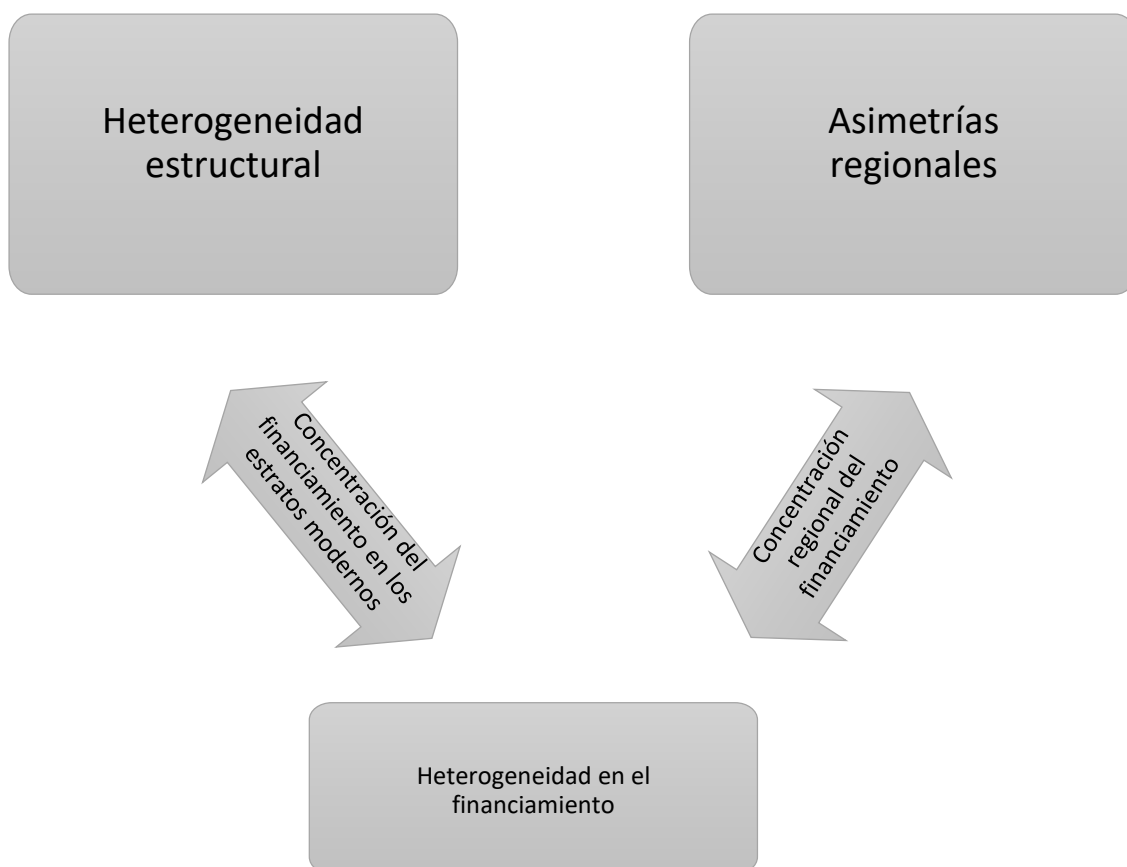 Heterogeneidad
estructural
Asimetrías
regionales
Concentración del
financiamiento en los
estratos modernos
Concentración
regional del
financiamiento
Heterogeneidad en el
financiamiento